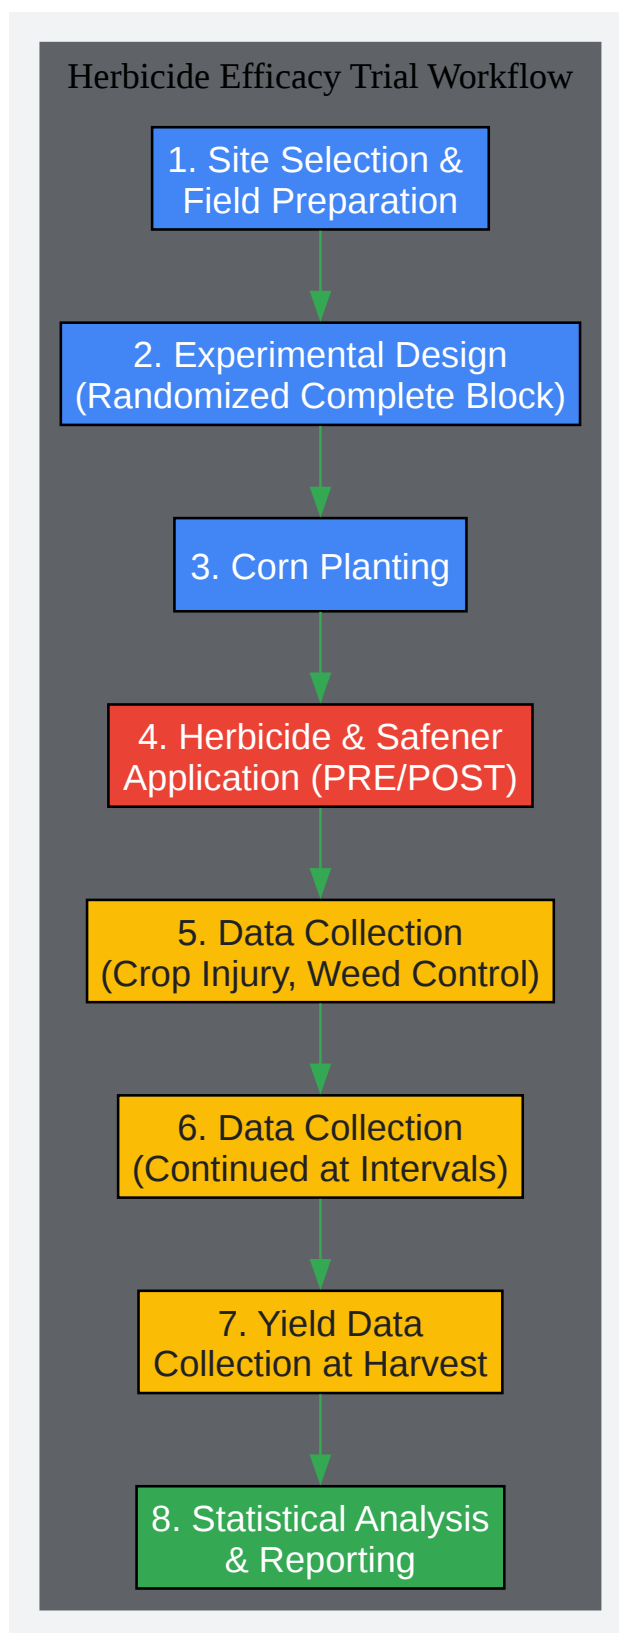 Herbicide Efficacy Trial Workflow
1. Site Selection &
Field Preparation
2. Experimental Design
(Randomized Complete Block)
3. Corn Planting
4. Herbicide & Safener
Application (PRE/POST)
5. Data Collection
(Crop Injury, Weed Control)
6. Data Collection
(Continued at Intervals)
7. Yield Data
Collection at Harvest
8. Statistical Analysis
& Reporting